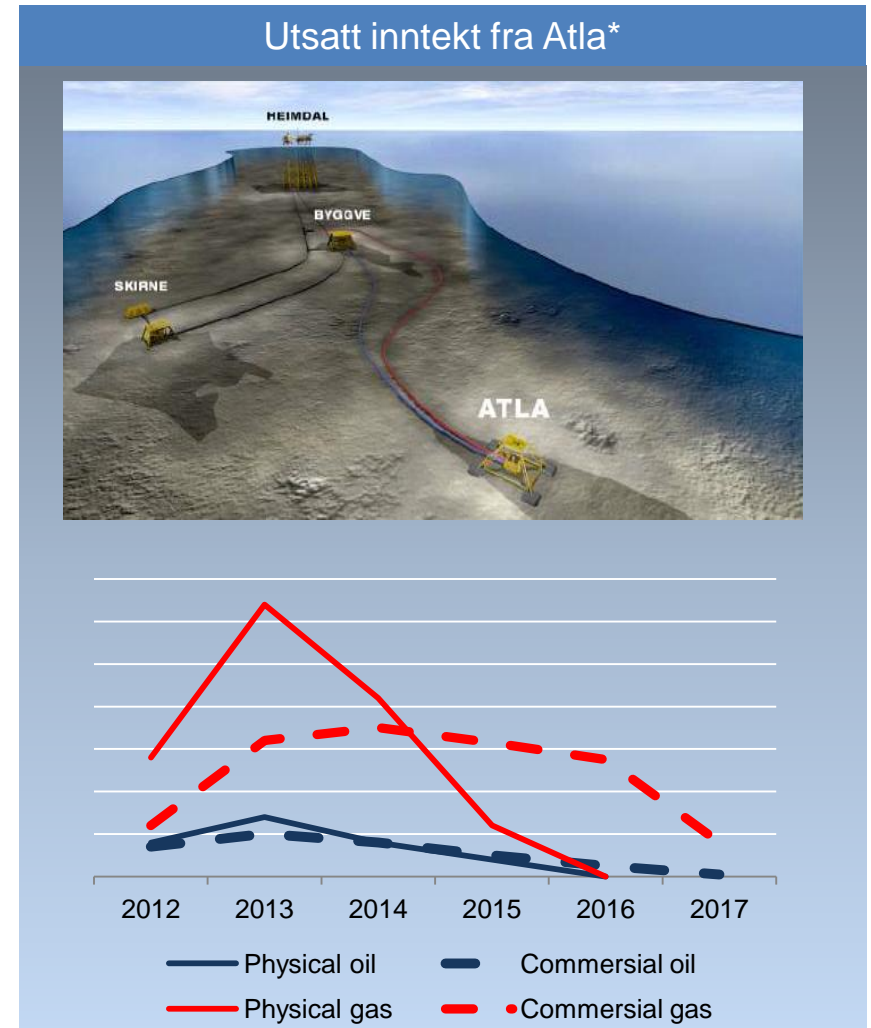 Utsatt inntekt fra Atla*
HEIMDAL
BYGGVE
SKIRNE
ATLA
2012 2013 2014 2015 2016 2017
Physical oil Commersial oil
Physical gas Commersial gas